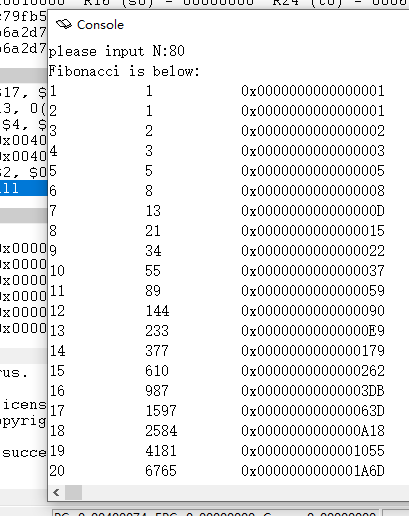 Console
please input N:80
Fibonacci is below:
1 1 0x0000000000000001
2 1 0x0000000000000001
3 2 0x0000000000000002
4 3 0x0000000000000003
5 5 0x0000000000000005
6 8 0x0000000000000008
7 13 0x000000000000000D
8 21 0x0000000000000015
9 34 0x0000000000000022
10 55 0x0000000000000037
11 89 0x0000000000000059
12 144 0x0000000000000090
13 233 0x00000000000000E9
14 377 0x0000000000000179
15 610 0x0000000000000262
16 987 0x00000000000003DB
17 1597 0x000000000000063D
18 2584 0x0000000000000A18
19 4181 0x0000000000001055
20 6765 0x0000000000001A6D